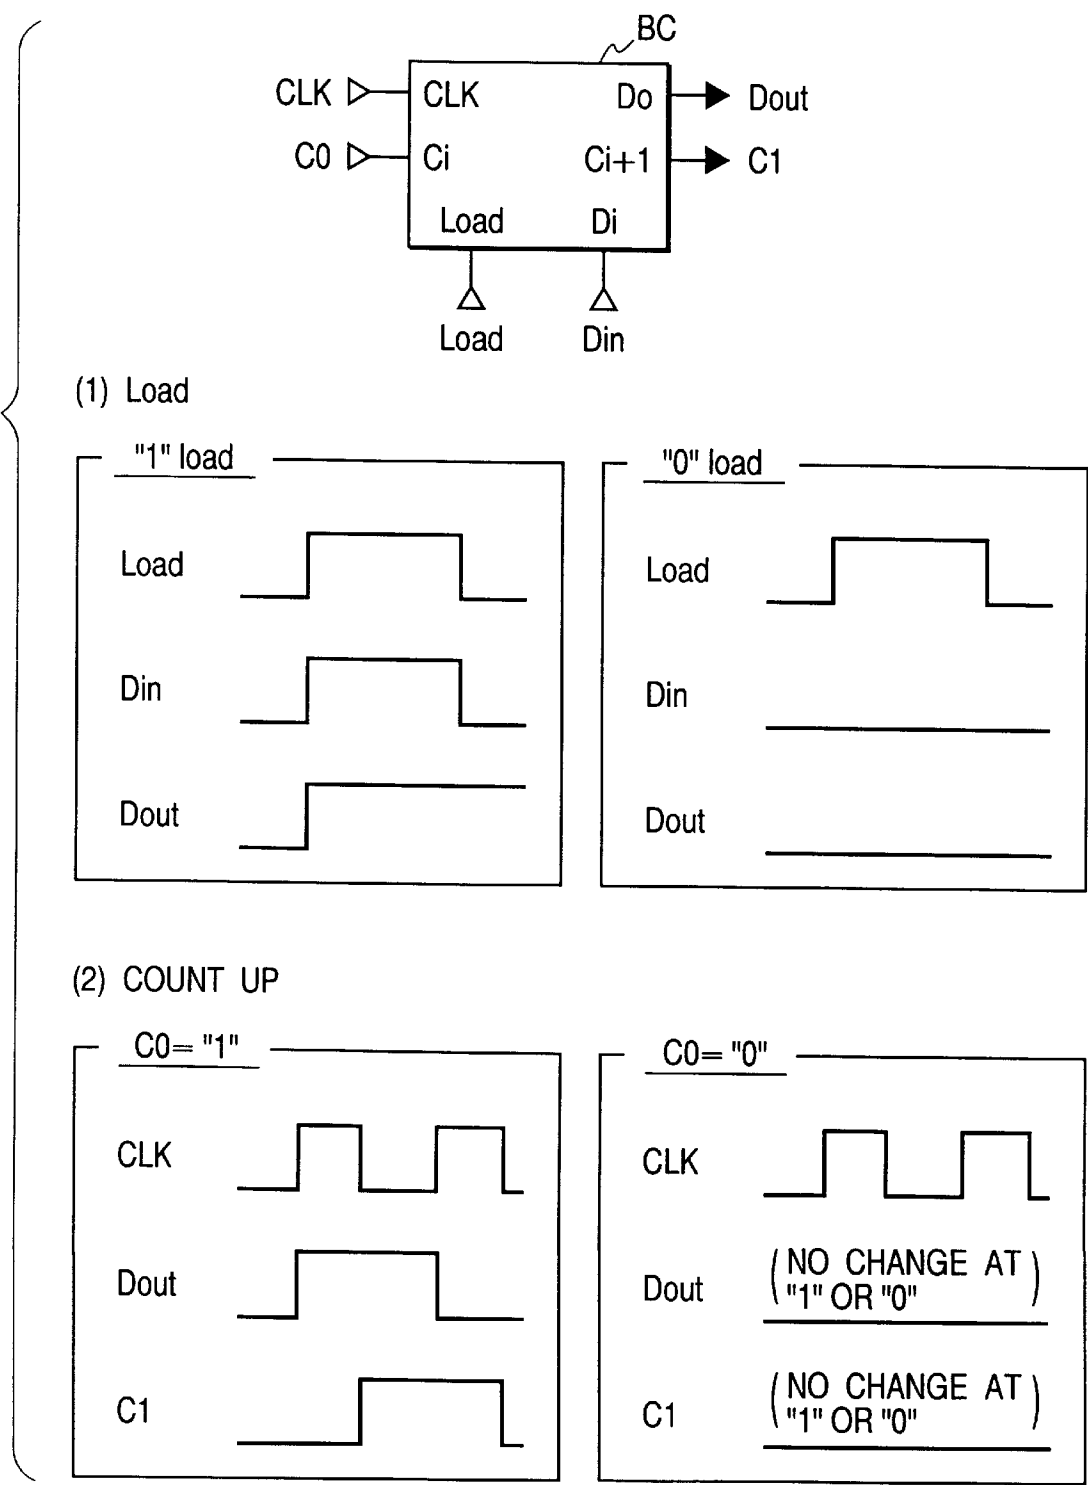 BC
CLK CLK Do Dout
C0 Ci Ci+1 C1
Load Di
Load Din
(1) Load
"1" load
Load
Din
Dout
"0" load
Load
Din
Dout
(2) COUNT UP
C0= "1"
CLK
Dout
C1
C0= "0"
CLK
Dout
(NO CHANGE AT
"1" OR "0")
C1
(NO CHANGE AT
"1" OR "0")